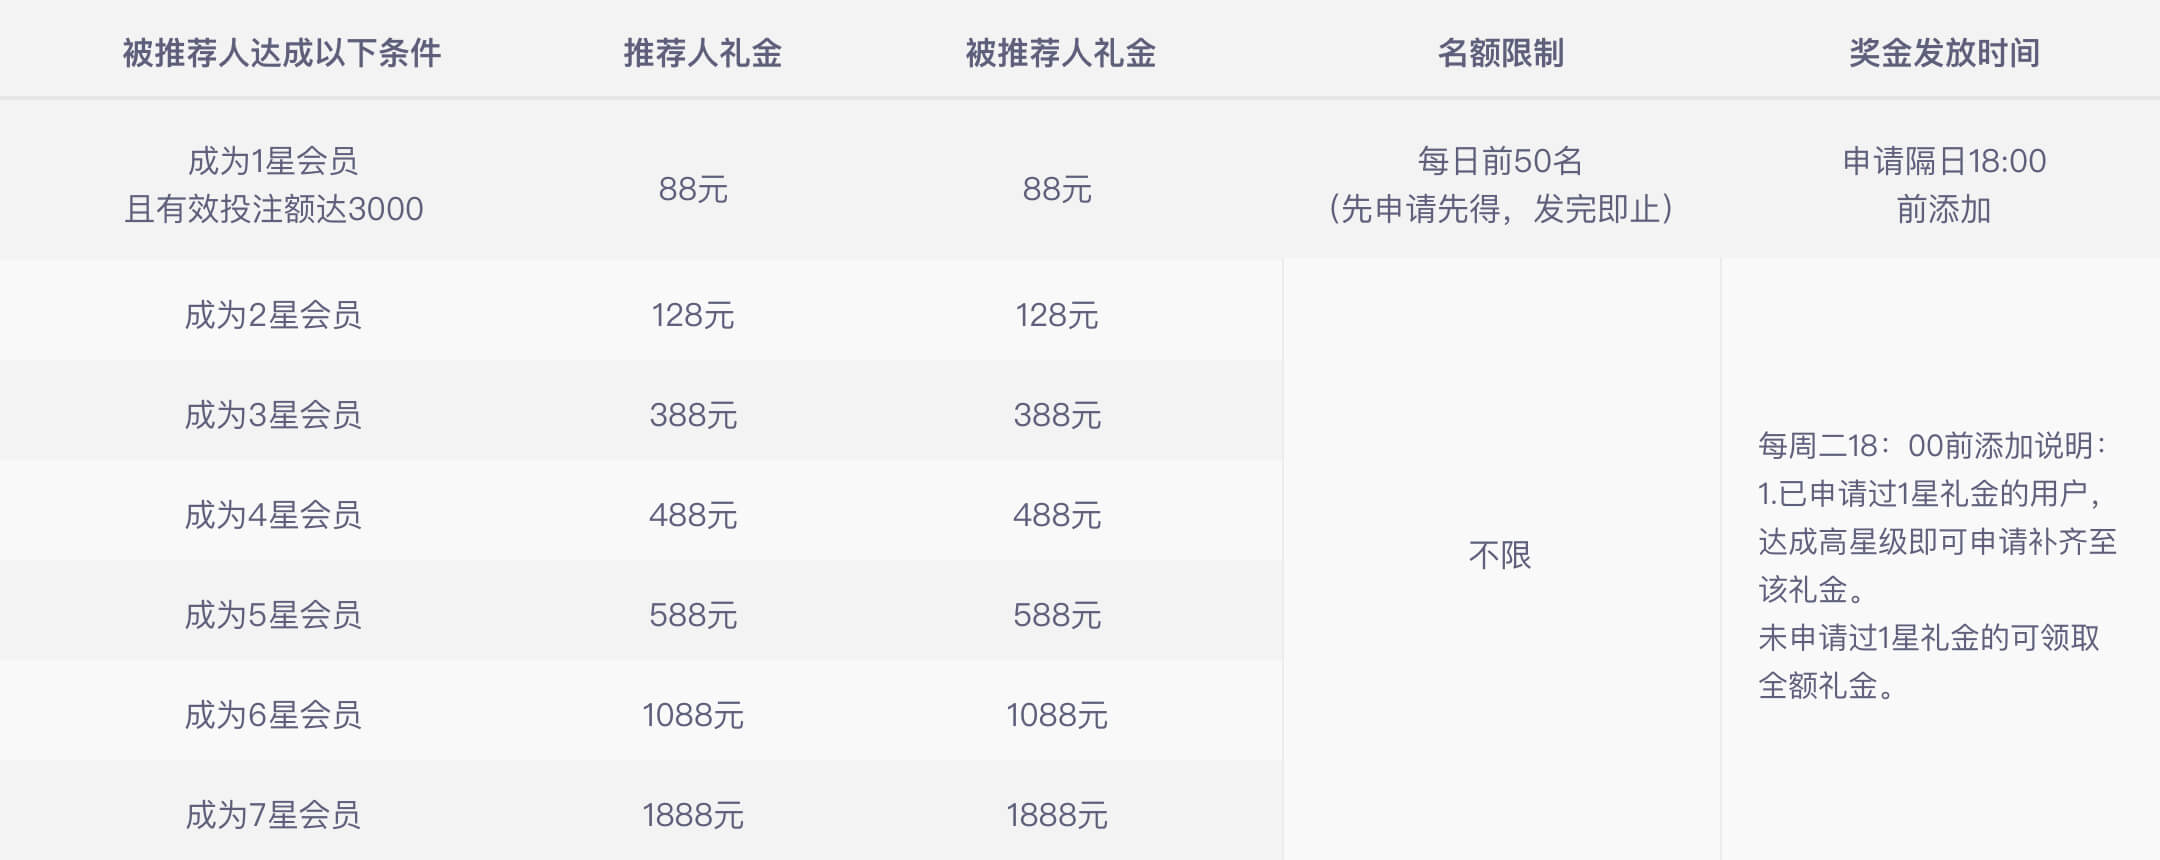 被推荐人达成以下条件 推荐人礼金 被推荐人礼金 名额限制 奖金发放时间
成为1星会员
且有效投注额达3000
88元
88元
每日前50名
（先申请先得，发完即止）
申请隔日18:00
前添加
成为2星会员 128元 128元
成为3星会员 388元 388元
成为4星会员 488元 488元
成为5星会员 588元 588元
成为6星会员 1088元 1088元
成为7星会员 1888元 1888元
不限
每周二18：00前添加说明：
1.已申请过1星礼金的用户，
达成高星级即可申请补齐至
该礼金。
未申请过1星礼金的可领取
全额礼金。